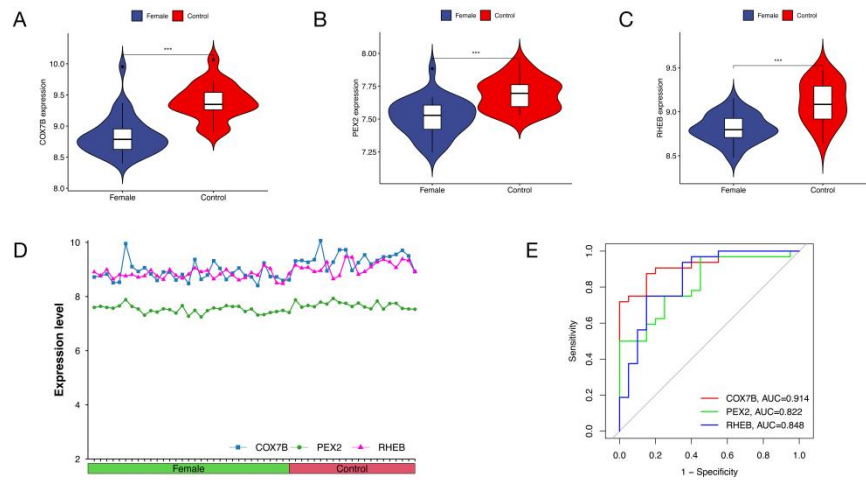 A
Female Control
***
COX7B expression
10.0
9.5
9.0
8.5
8.0
Female Control
B
Female Control
***
PEX2 expression
8.00
7.75
7.50
7.25
Female Control
C
Female Control
***
RHEB expression
9.5
9.0
8.5
Female Control
D
Expression level
10
8
6
4
2
COX7B PEX2 RHEB
Female Control
E
Sensitivity
1.0
0.8
0.6
0.4
0.2
0.0
COX7B, AUC=0.914
PEX2, AUC=0.822
RHEB, AUC=0.848
0.0 0.2 0.4 0.6 0.8 1.0
1 − Specificity